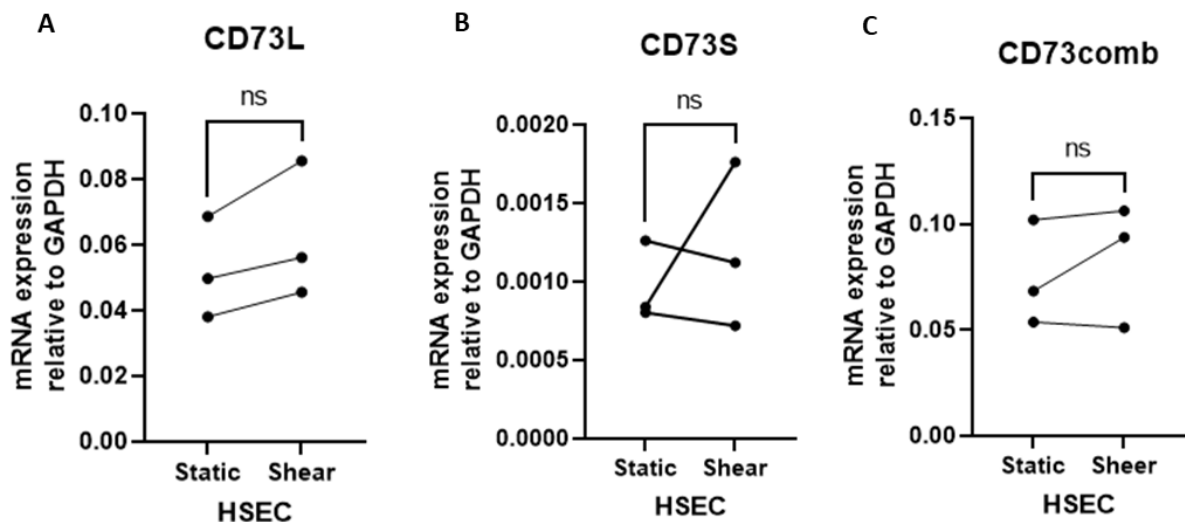 A
CD73L
ns
mRNA expression
relative to GAPDH
0.10
0.08
0.06
0.04
0.02
0.00
Static Shear
HSEC
B
CD73S
ns
mRNA expression
relative to GAPDH
0.0020
0.0015
0.0010
0.0005
0.0000
Static Shear
HSEC
C
CD73comb
ns
mRNA expression
relative to GAPDH
0.15
0.10
0.05
0.00
Static Sheer
HSEC